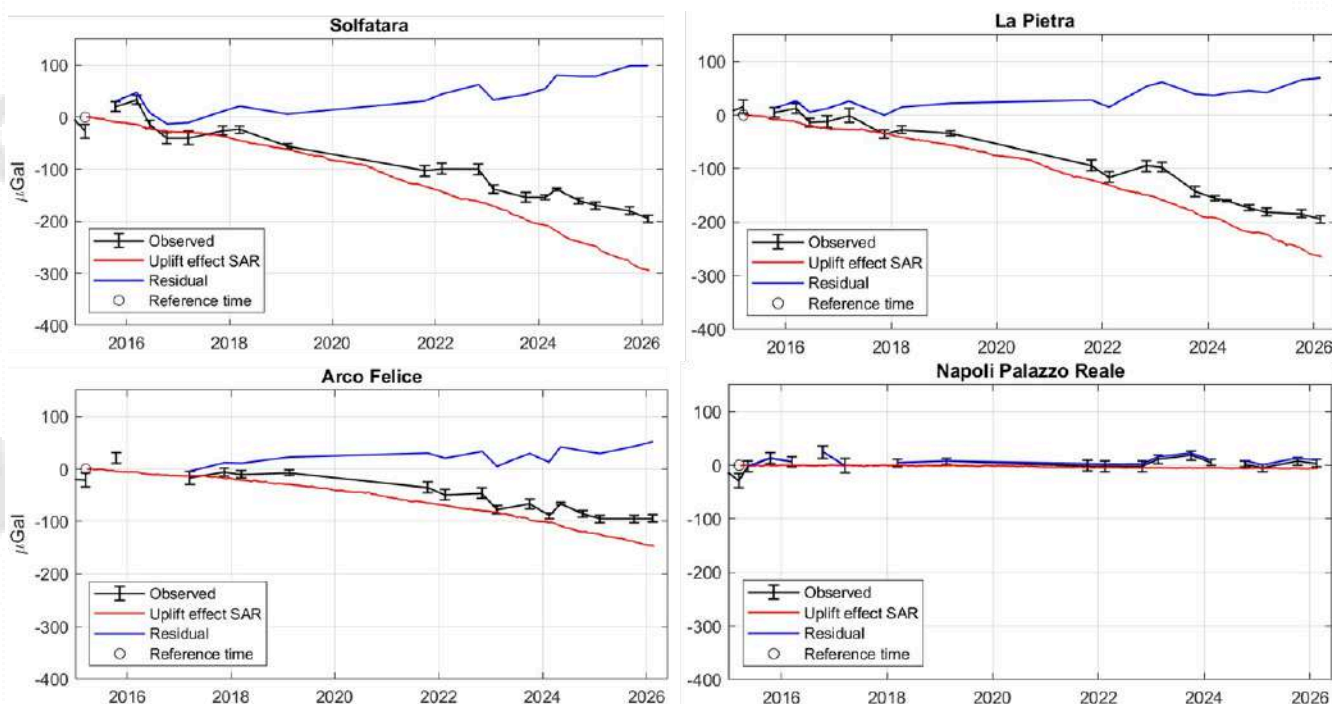 Solfatara
100
0
-100
-200
-300
-400
μGal
Observed
Uplift effect SAR
Residual
Reference time
2016 2018 2020 2022 2024 2026
La Pietra
100
0
-100
-200
-300
-400
Observed
Uplift effect SAR
Residual
Reference time
2016 2018 2020 2022 2024 2026
Arco Felice
100
0
-100
-200
-300
-400
μGal
Observed
Uplift effect SAR
Residual
Reference time
2016 2018 2020 2022 2024 2026
Napoli Palazzo Reale
100
0
-100
-200
-300
-400
Observed
Uplift effect SAR
Residual
Reference time
2016 2018 2020 2022 2024 2026